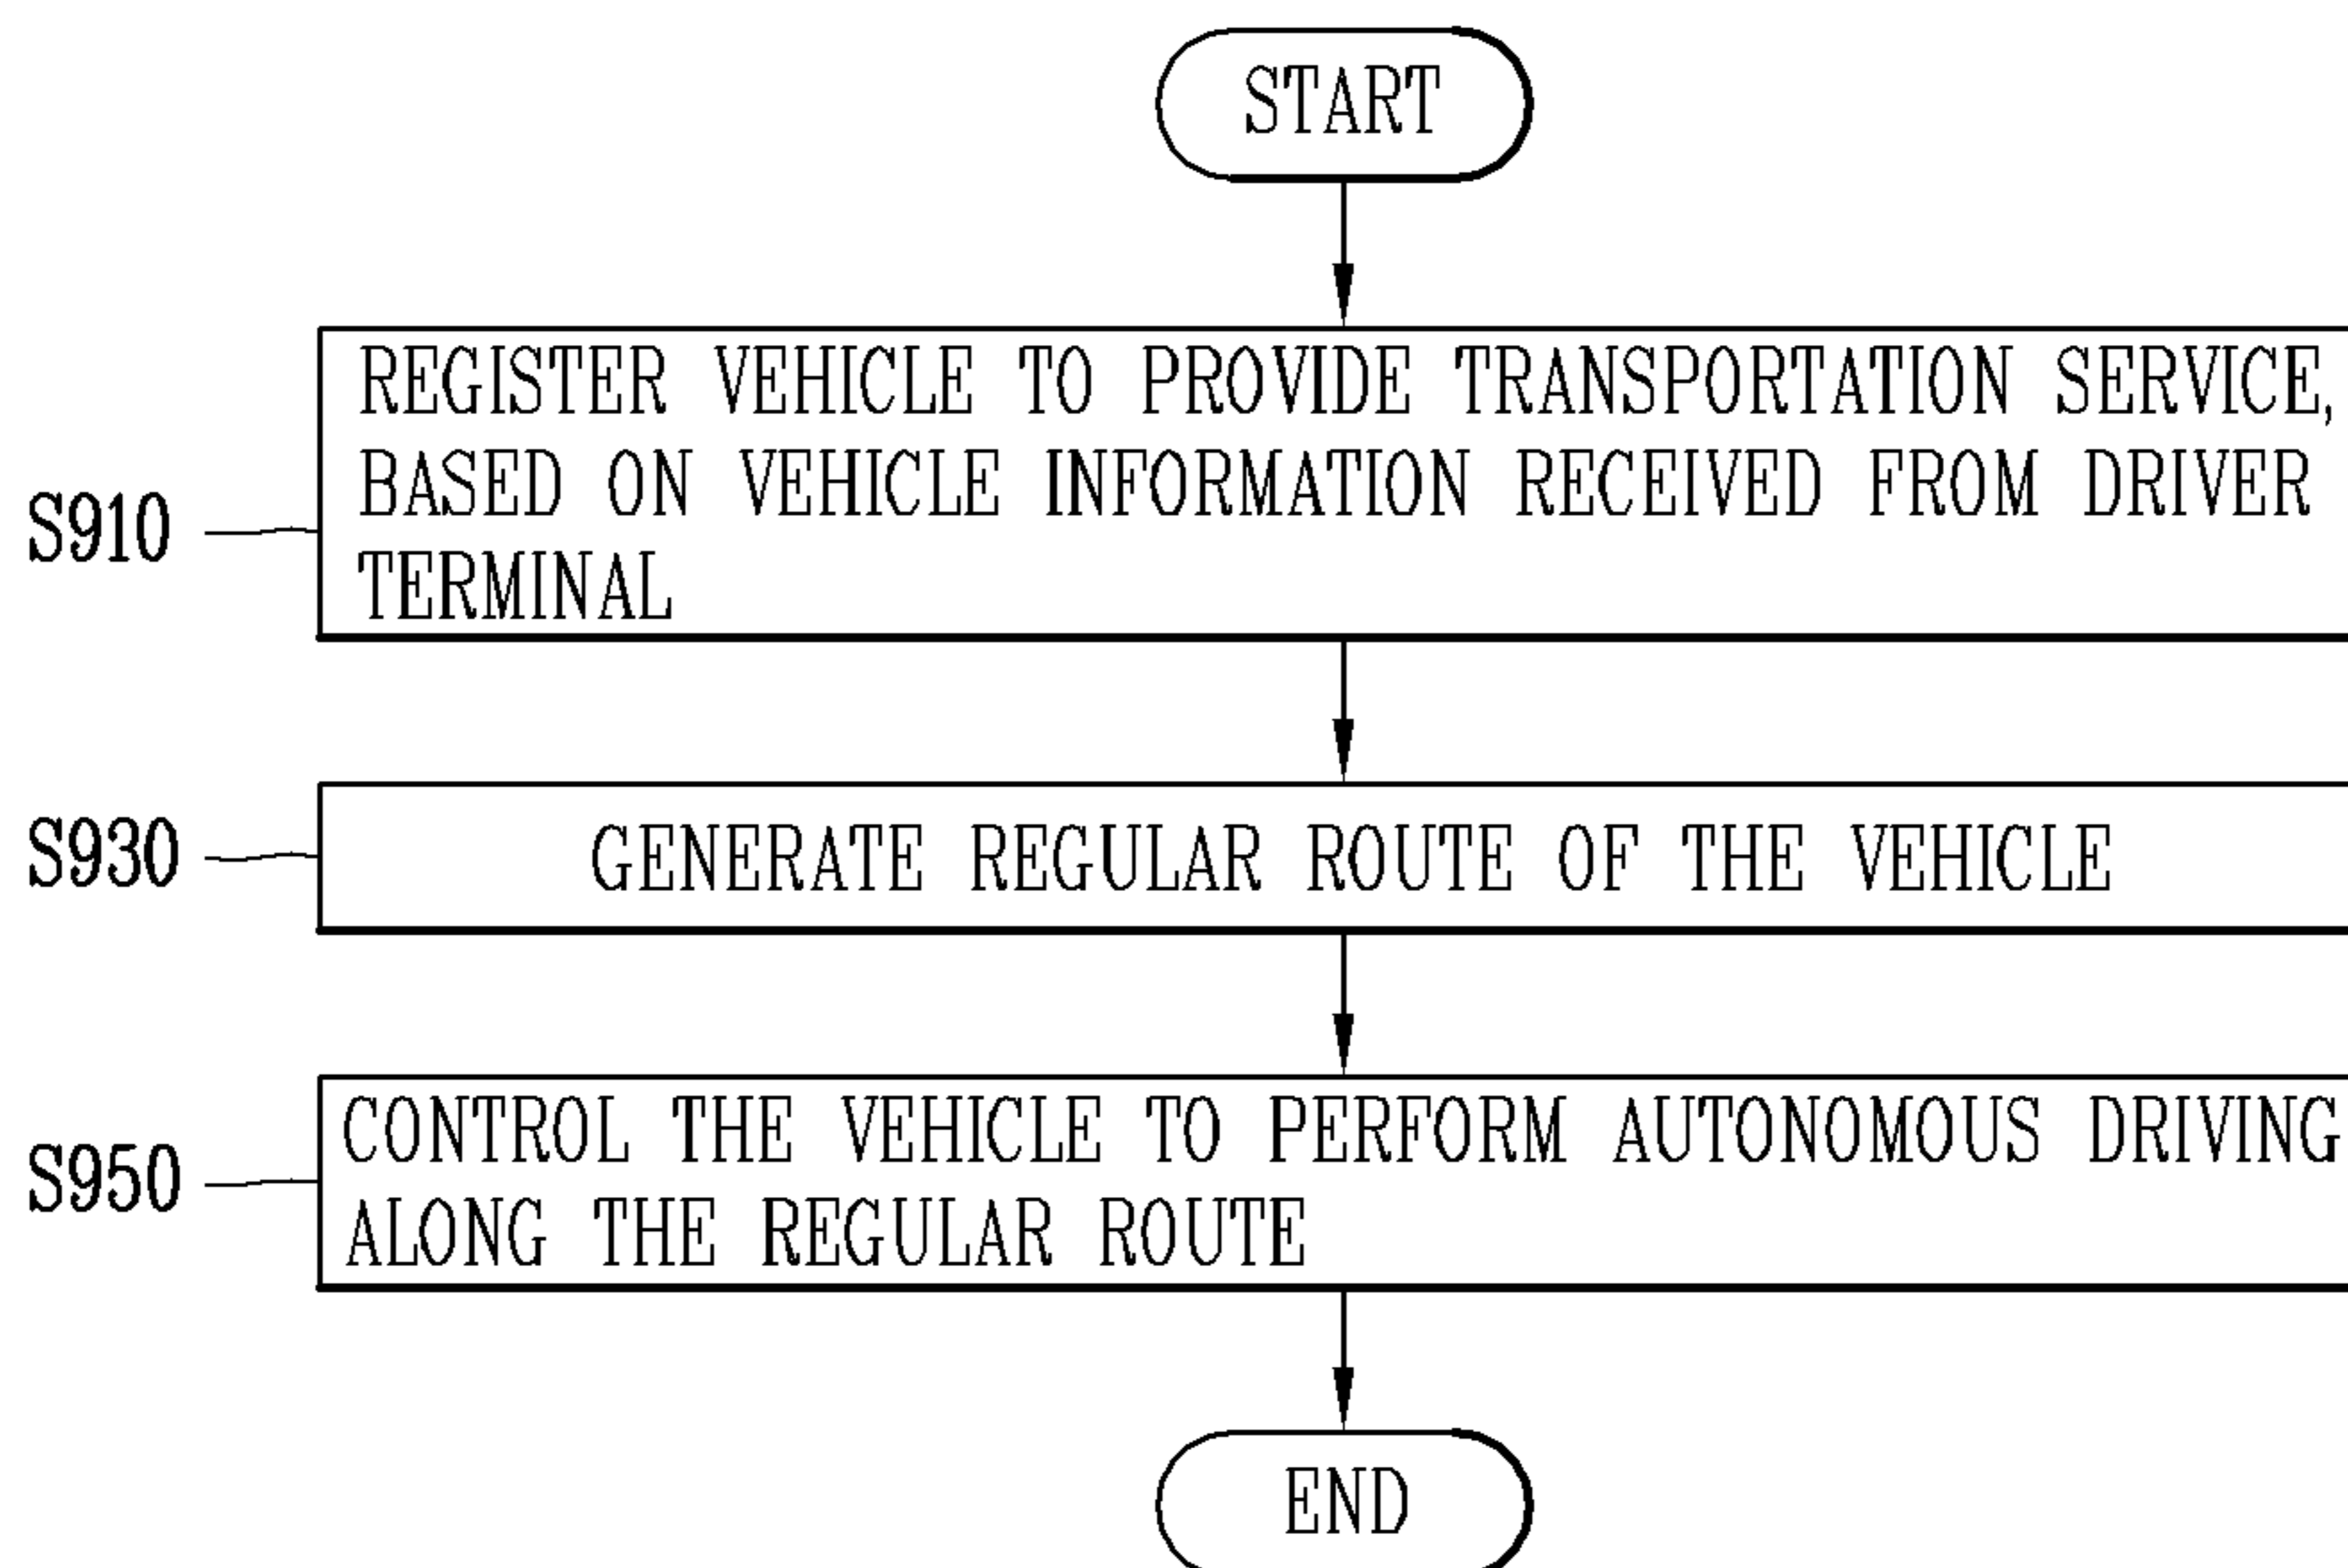 START
REGISTER VEHICLE TO PROVIDE TRANSPORTATION SERVICE,
BASED ON VEHICLE INFORMATION RECEIVED FROM DRIVER
TERMINAL
S910
GENERATE REGULAR ROUTE OF THE VEHICLE
S930
CONTROL THE VEHICLE TO PERFORM AUTONOMOUS DRIVING
ALONG THE REGULAR ROUTE
S950
END